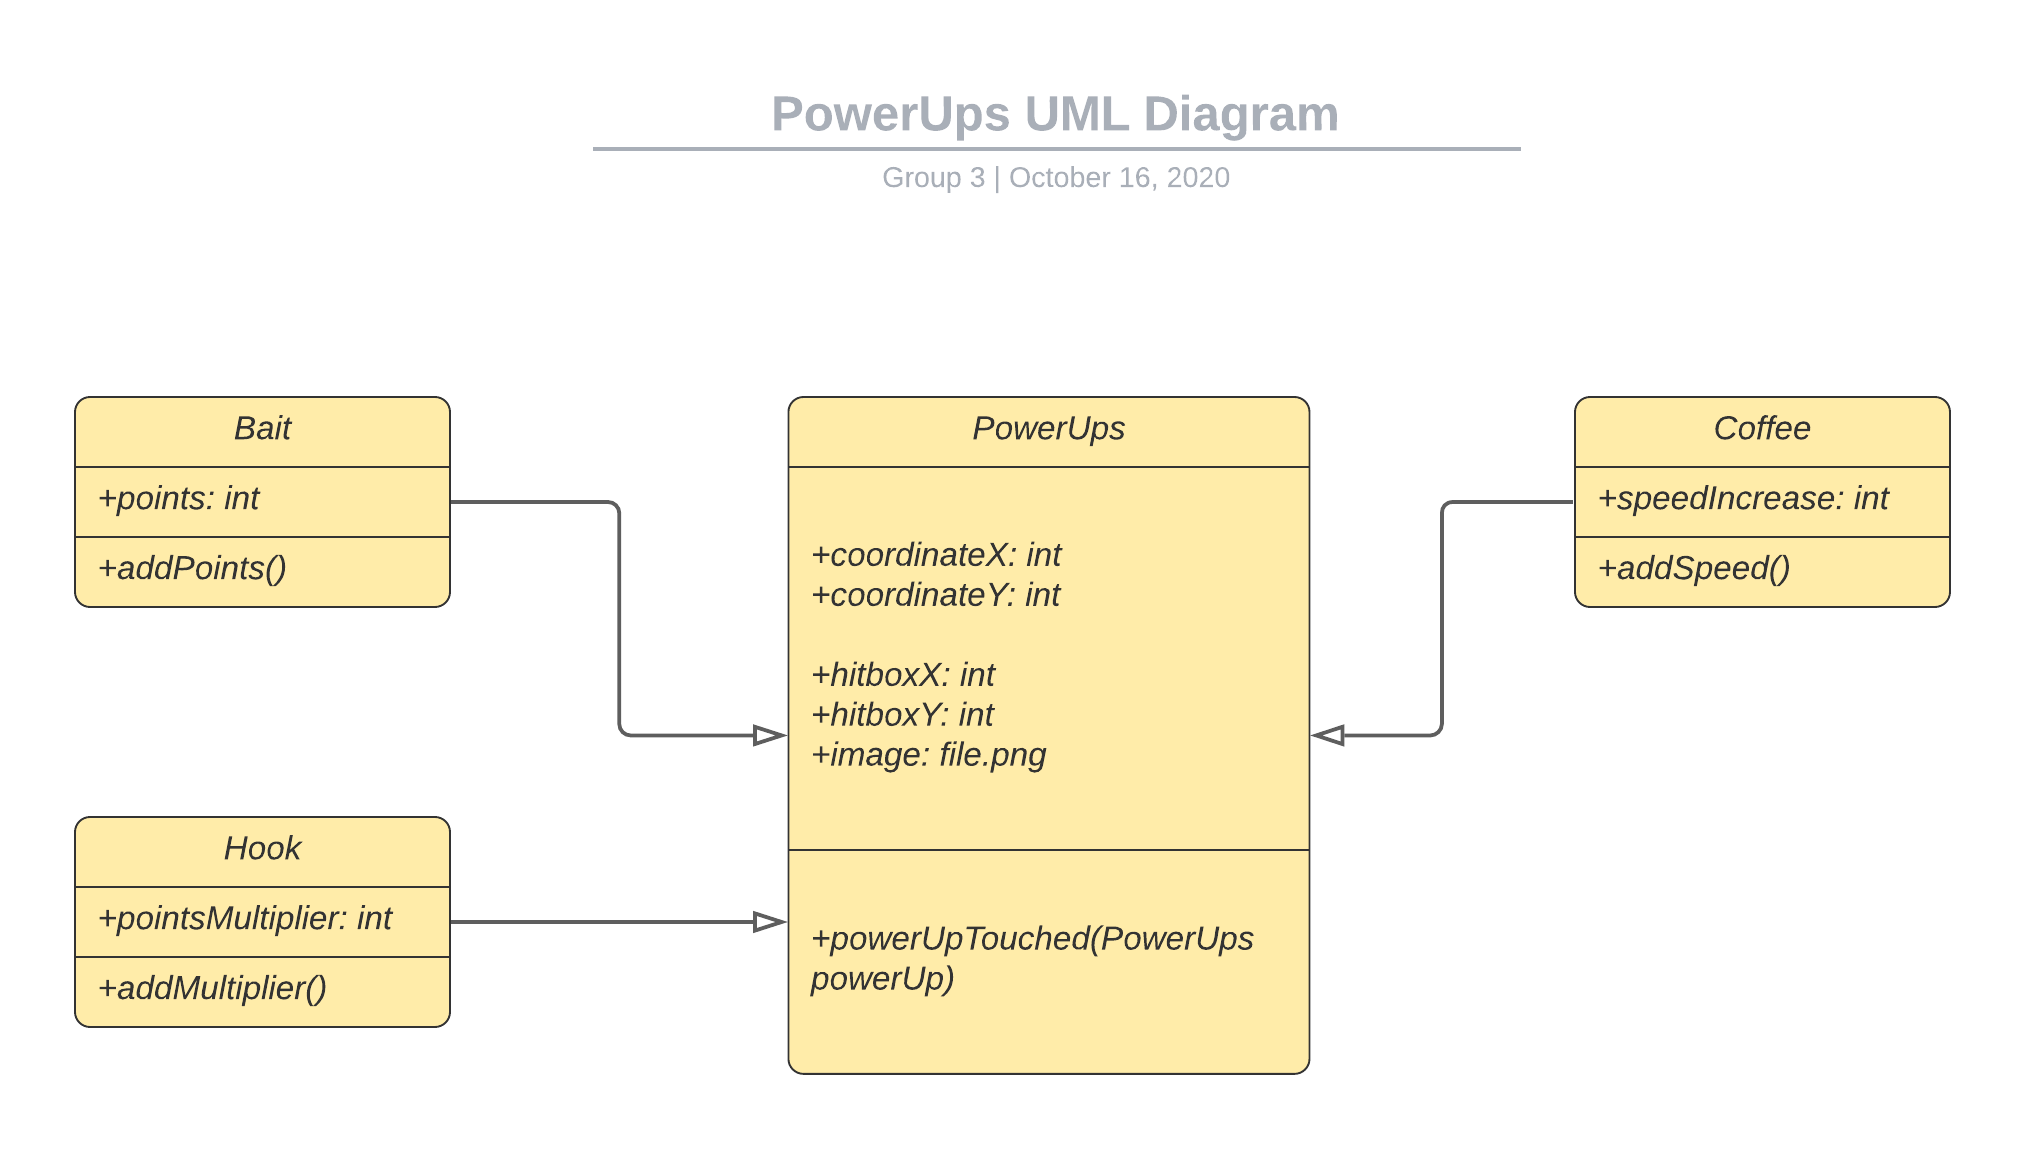 PowerUps UML Diagram
Group 3 | October 16, 2020
Bait
+points: int
+addPoints()
Hook
+pointsMultiplier: int
+addMultiplier()
PowerUps
+coordinateX: int
+coordinateY: int
+hitboxX: int
+hitboxY: int
+image: file.png
+powerUpTouched(PowerUps
powerUp)
Coffee
+speedIncrease: int
+addSpeed()